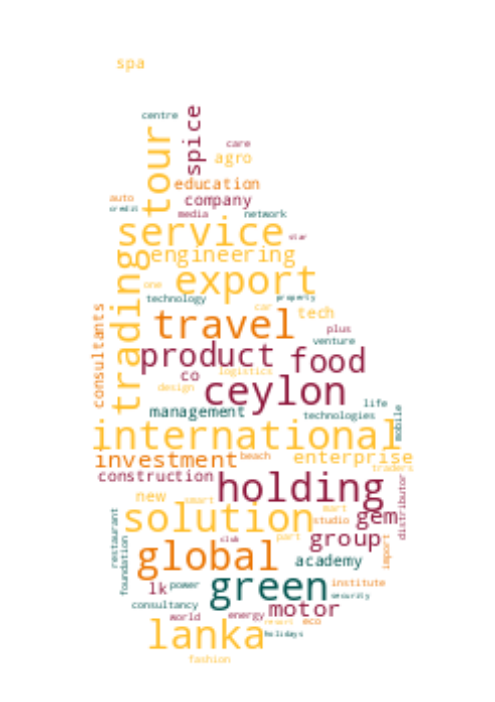 spa
centre
tour
spice
care
agro
education
auto
company
credit
media
network
service
star
engineering
trading
export
one
technology
property
car
tech
consultants
travel
plus
venture
product
food
logistics
co
design
ceylon
life
management
technologies
mobile
international
investment
beach
enterprise
traders
construction
holding
distributor
new
smart
solution
mart
gem
studio
restaurant
foundation
club
part
group
import
global
academy
lk
power
green
institute
security
consultancy
motor
world
energy
resort
eco
lanka
holidays
fashion